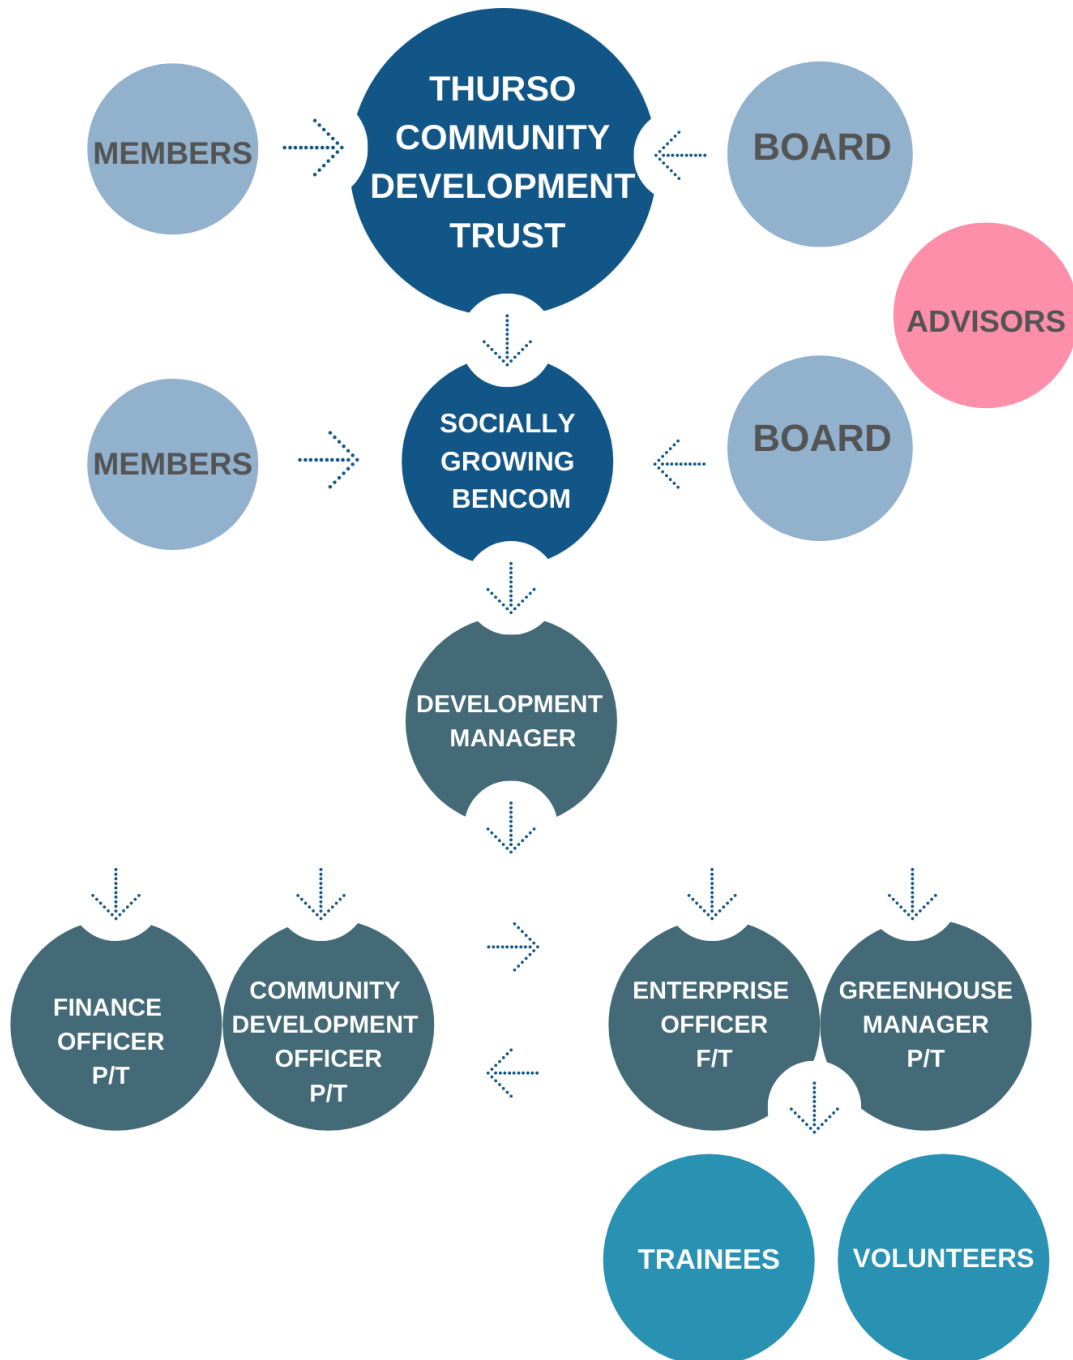 THURSO
COMMUNITY
DEVELOPMENT
TRUST
MEMBERS
BOARD
ADVISORS
MEMBERS
SOCIALLY
GROWING
BENCOM
BOARD
DEVELOPMENT
MANAGER
FINANCE
OFFICER
P/T
COMMUNITY
DEVELOPMENT
OFFICER
P/T
ENTERPRISE
OFFICER
F/T
GREENHOUSE
MANAGER
P/T
TRAINEES
VOLUNTEERS